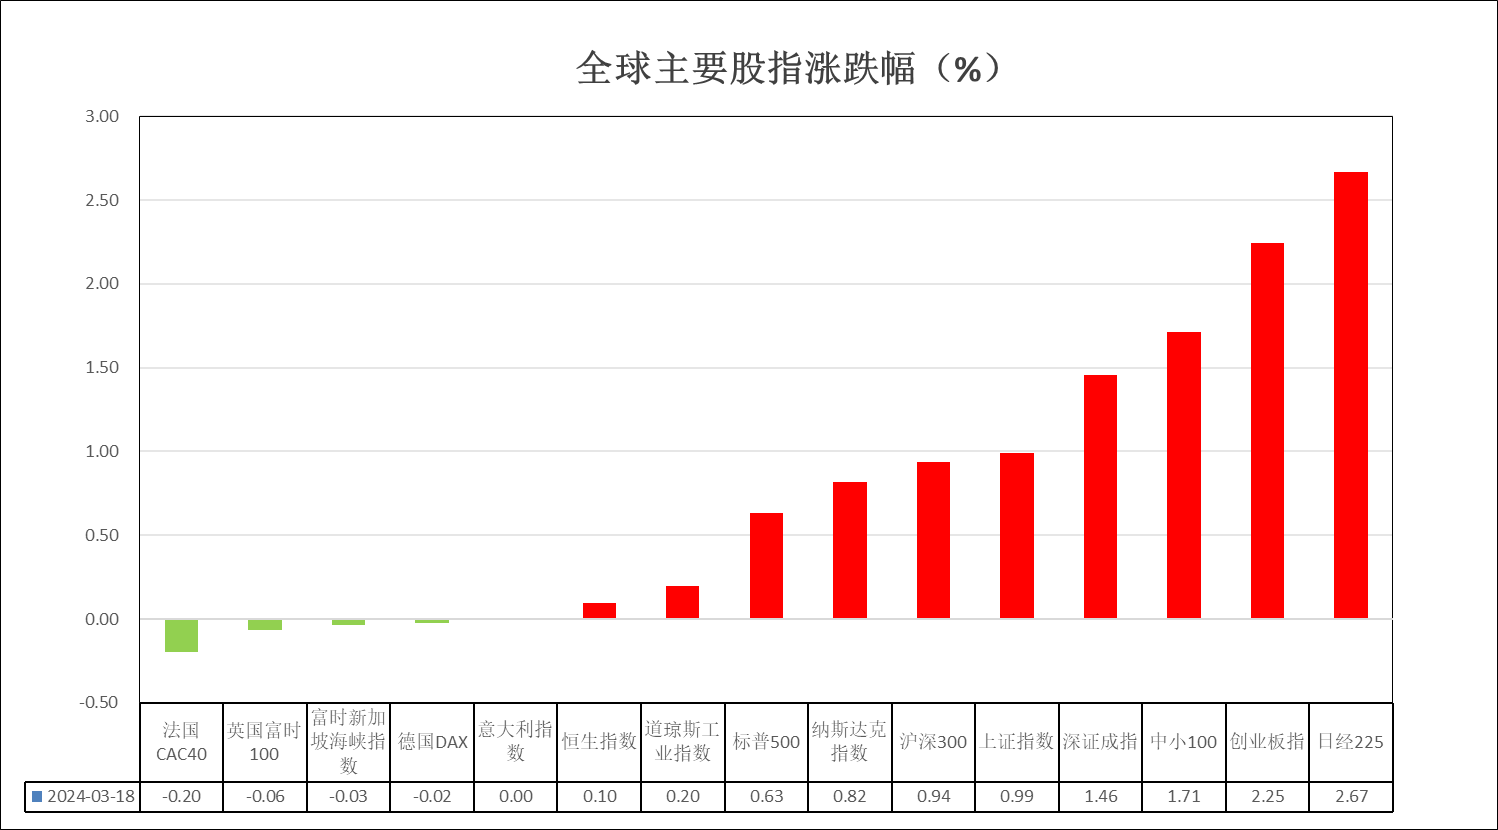 全球主要股指涨跌幅（%）
3.00
2.50
2.00
1.50
1.00
0.50
0.00
-0.50
法国
CAC40
英国富时
100
富时新加
坡海峡指
数
德国DAX
意大利指
数
恒生指数
道琼斯工
业指数
标普500
纳斯达克
指数
沪深300
上证指数
深证成指
中小100
创业板指
日经225
2024-03-18 -0.20 -0.06 -0.03 -0.02 0.00 0.10 0.20 0.63 0.82 0.94 0.99 1.46 1.71 2.25 2.67